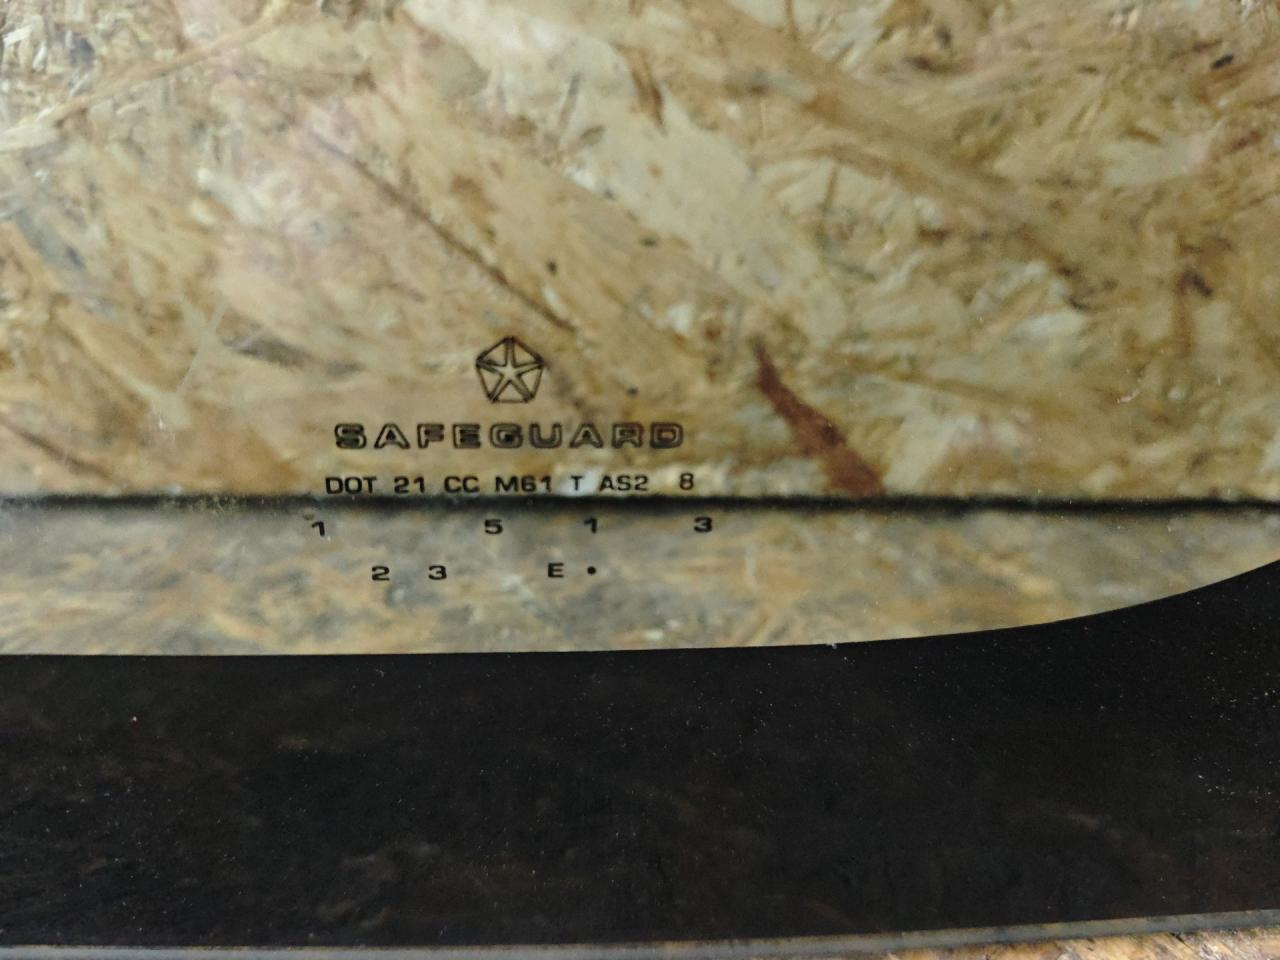 SAFEGUARD
DOT 21 CC M61 T AS2 8
1 5 1 3
2 3 E •